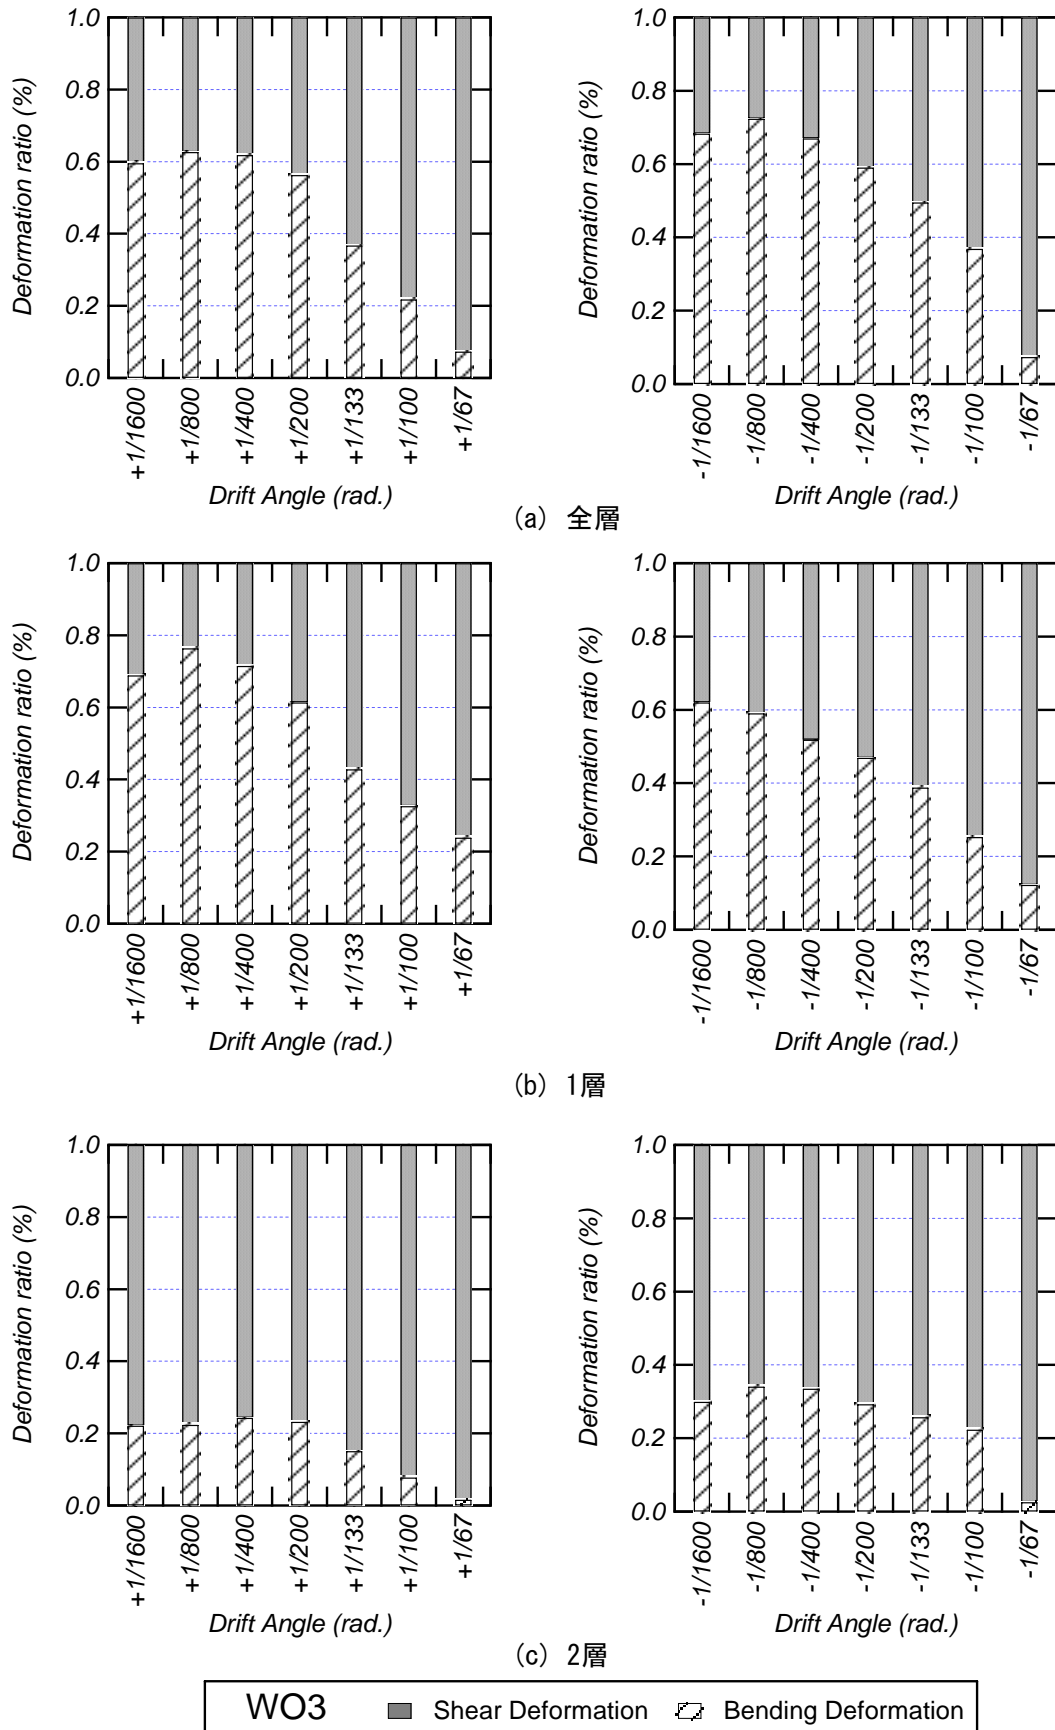 1.0 0.8 0.6 0.4 0.2 0.0
Deformation ratio (%)
+1/1600 +1/800 +1/400 +1/200 +1/133 +1/100 +1/67
Drift Angle (rad.)
1.0 0.8 0.6 0.4 0.2 0.0
Deformation ratio (%)
-1/1600 -1/800 -1/400 -1/200 -1/133 -1/100 -1/67
Drift Angle (rad.)
(a) 全層
1.0 0.8 0.6 0.4 0.2 0.0
Deformation ratio (%)
+1/1600 +1/800 +1/400 +1/200 +1/133 +1/100 +1/67
Drift Angle (rad.)
1.0 0.8 0.6 0.4 0.2 0.0
Deformation ratio (%)
-1/1600 -1/800 -1/400 -1/200 -1/133 -1/100 -1/67
Drift Angle (rad.)
(b) 1層
1.0 0.8 0.6 0.4 0.2 0.0
Deformation ratio (%)
+1/1600 +1/800 +1/400 +1/200 +1/133 +1/100 +1/67
Drift Angle (rad.)
1.0 0.8 0.6 0.4 0.2 0.0
Deformation ratio (%)
-1/1600 -1/800 -1/400 -1/200 -1/133 -1/100 -1/67
Drift Angle (rad.)
(c) 2層
WO3 Shear Deformation Bending Deformation